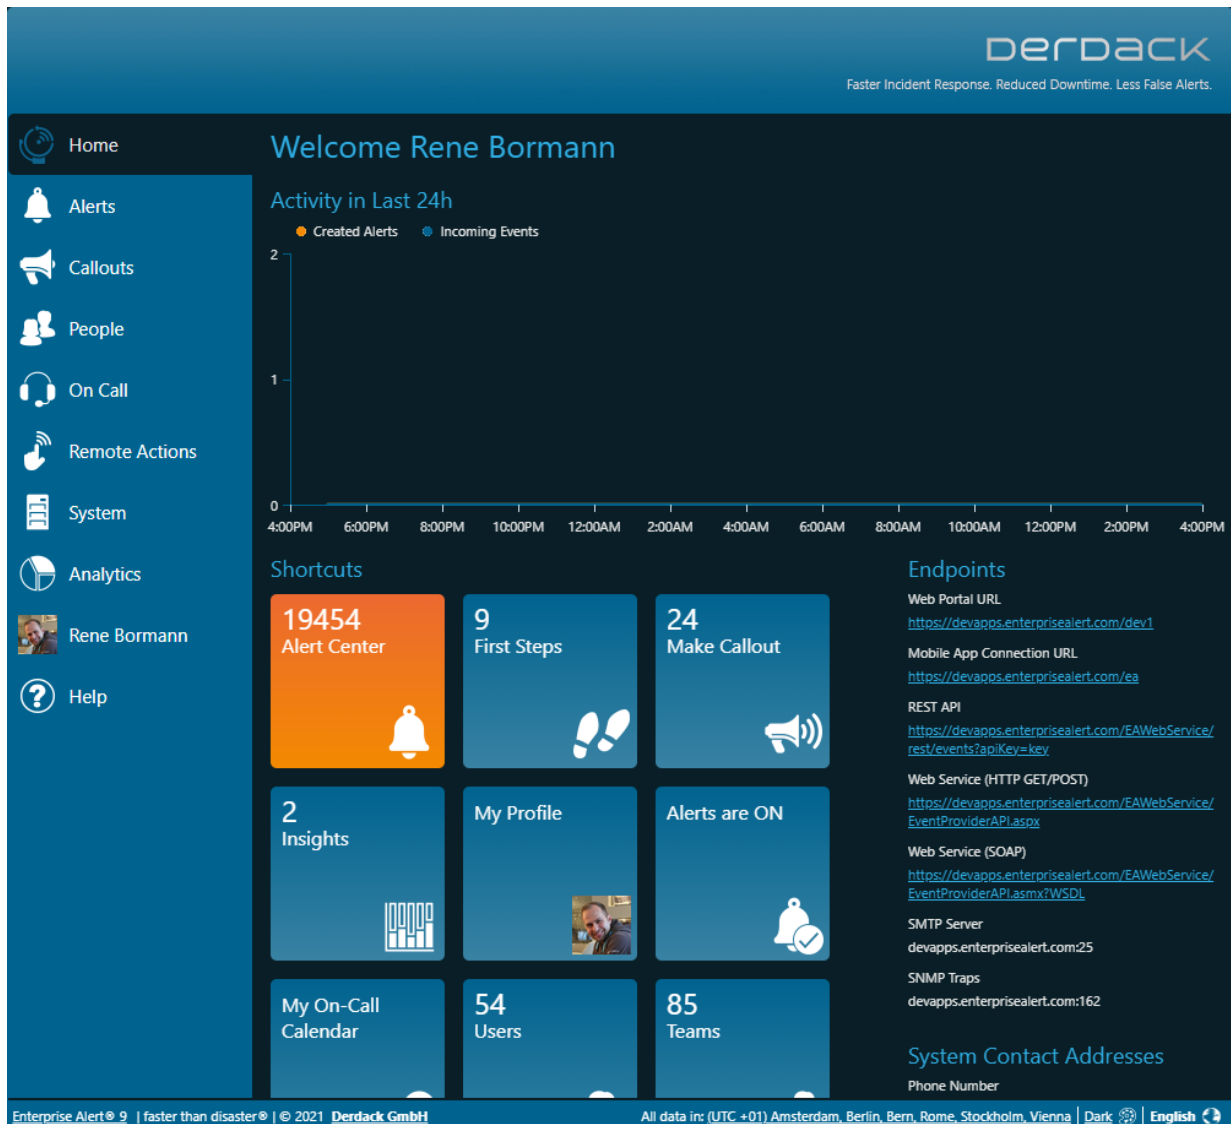 DERDACK
Faster Incident Response. Reduced Downtime. Less False Alerts.
Home
Alerts
Callouts
People
On Call
Remote Actions
System
Analytics
Rene Bormann
Help
Welcome Rene Bormann
Activity in Last 24h
Created Alerts Incoming Events
2
1
0
4:00PM 6:00PM 8:00PM 10:00PM 12:00AM 2:00AM 4:00AM 6:00AM 8:00AM 10:00AM 12:00PM 2:00PM 4:00PM
Shortcuts
19454
Alert Center
9
First Steps
24
Make Callout
2
Insights
My Profile
Alerts are ON
My On-Call
Calendar
54
Users
85
Teams
Endpoints
Web Portal URL
https://devapps.enterprisealert.com/dev1
Mobile App Connection URL
https://devapps.enterprisealert.com/ea
REST API
https://devapps.enterprisealert.com/EAWebService/
rest/events?apiKey=key
Web Service (HTTP GET/POST)
https://devapps.enterprisealert.com/EAWebService/
EventProviderAPI.aspx
Web Service (SOAP)
https://devapps.enterprisealert.com/EAWebService/
EventProviderAPI.asmx?WSDL
SMTP Server
devapps.enterprisealert.com:25
SNMP Traps
devapps.enterprisealert.com:162
System Contact Addresses
Phone Number
Enterprise Alert® 9 | faster than disaster® | © 2021 Derdack GmbH
All data in: (UTC +01) Amsterdam, Berlin, Bern, Rome, Stockholm, Vienna | Dark | English